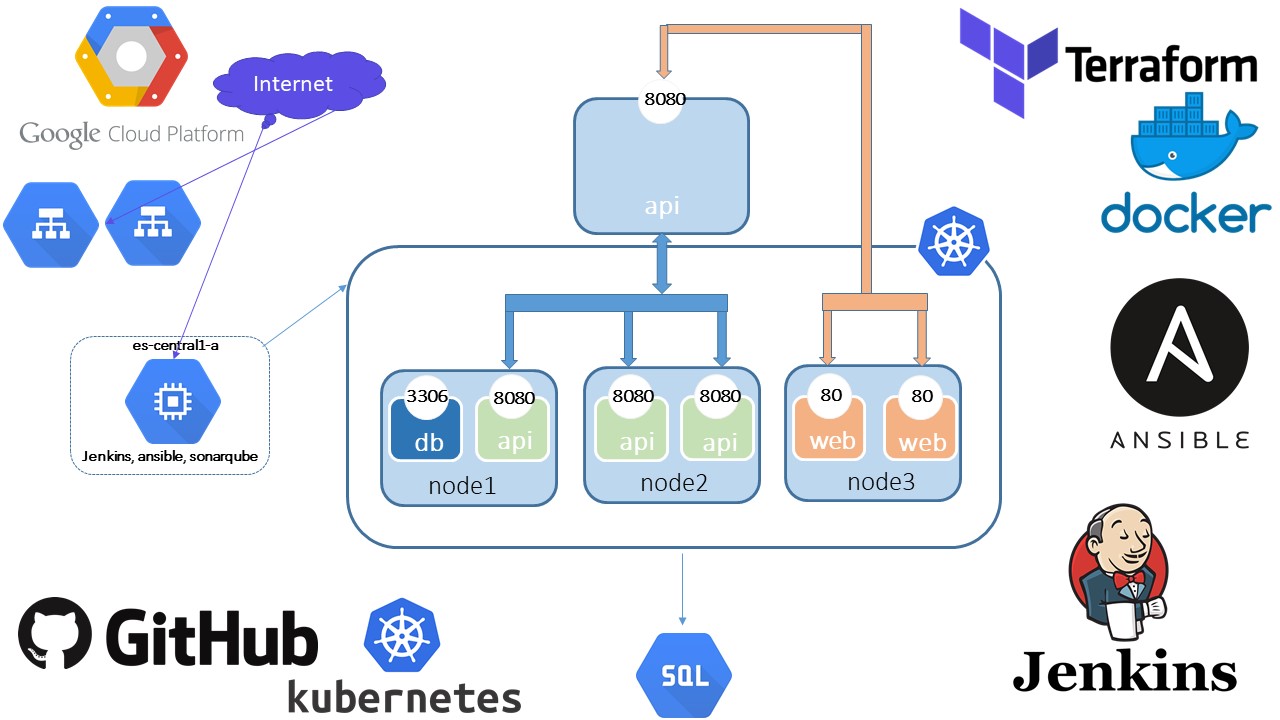 Google Cloud Platform
Internet
8080
api
Terraform
docker
es-central1-a
Jenkins, ansible, sonarqube
3306
db
8080
api
node1
8080
api
8080
api
node2
80
web
80
web
node3
ANSIBLE
GitHub
kubernetes
SQL
Jenkins